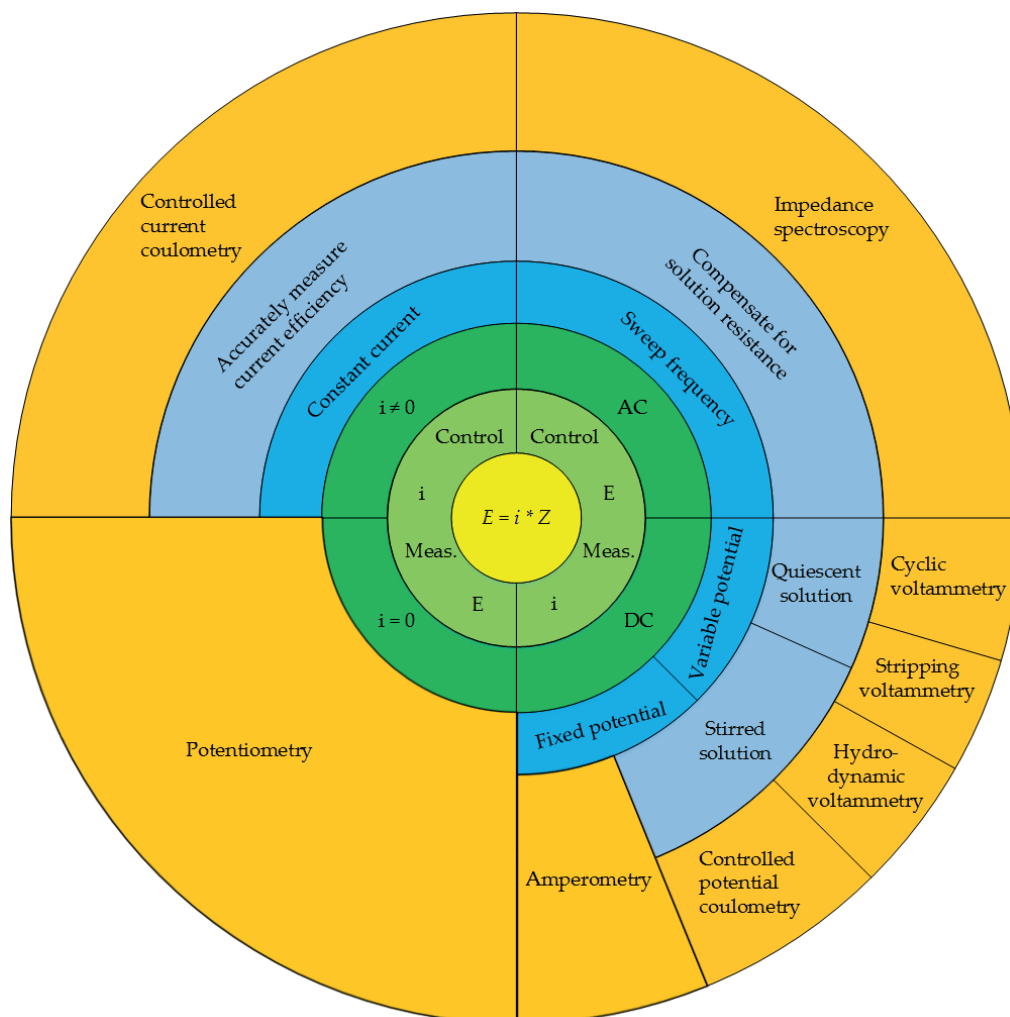 Controlled
current
coulometry
Impedance
spectroscopy
Accurately measure
current efficiency
Compensate for
solution resistance
Constant current
Sweep frequency
i ≠ 0
AC
Control
Control
i
E
E = i * Z
Meas.
Meas.
E
i
i = 0
DC
Variable potential
Fixed potential
Quiescent
solution
Stirred
solution
Cyclic
voltammetry
Stripping
voltammetry
Hydro-
dynamic
voltammetry
Controlled
potential
coulometry
Amperometry
Potentiometry